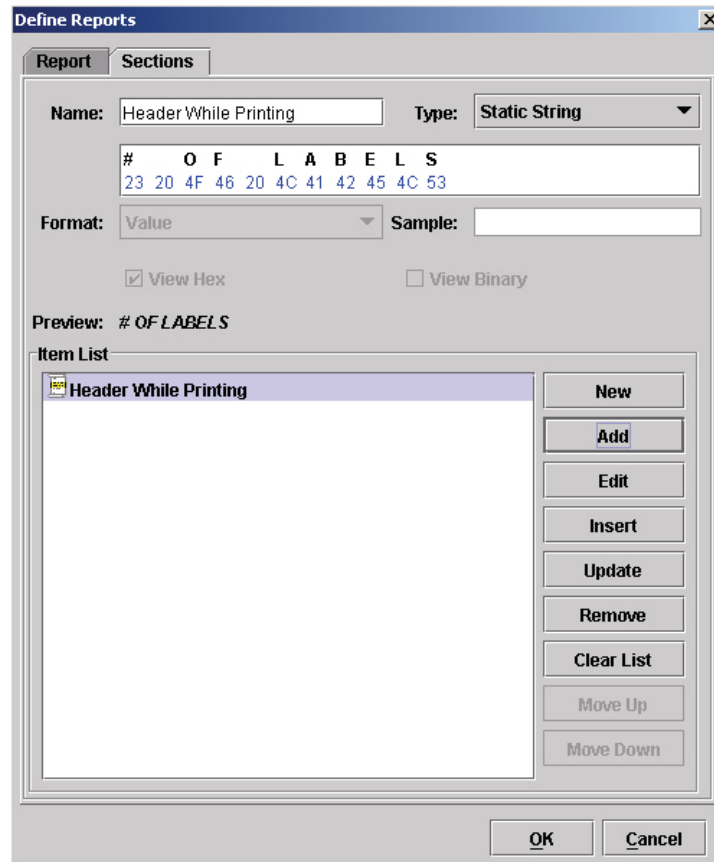 Define Reports
Report Sections
Name: Header While Printing Type: Static String
# O F L A B E L S
23 20 4F 46 20 4C 41 42 45 4C 53
Format: Value Sample:
View Hex View Binary
Preview: # OF LABELS
Item List
Header While Printing
New
Add
Edit
Insert
Update
Remove
Clear List
Move Up
Move Down
OK Cancel